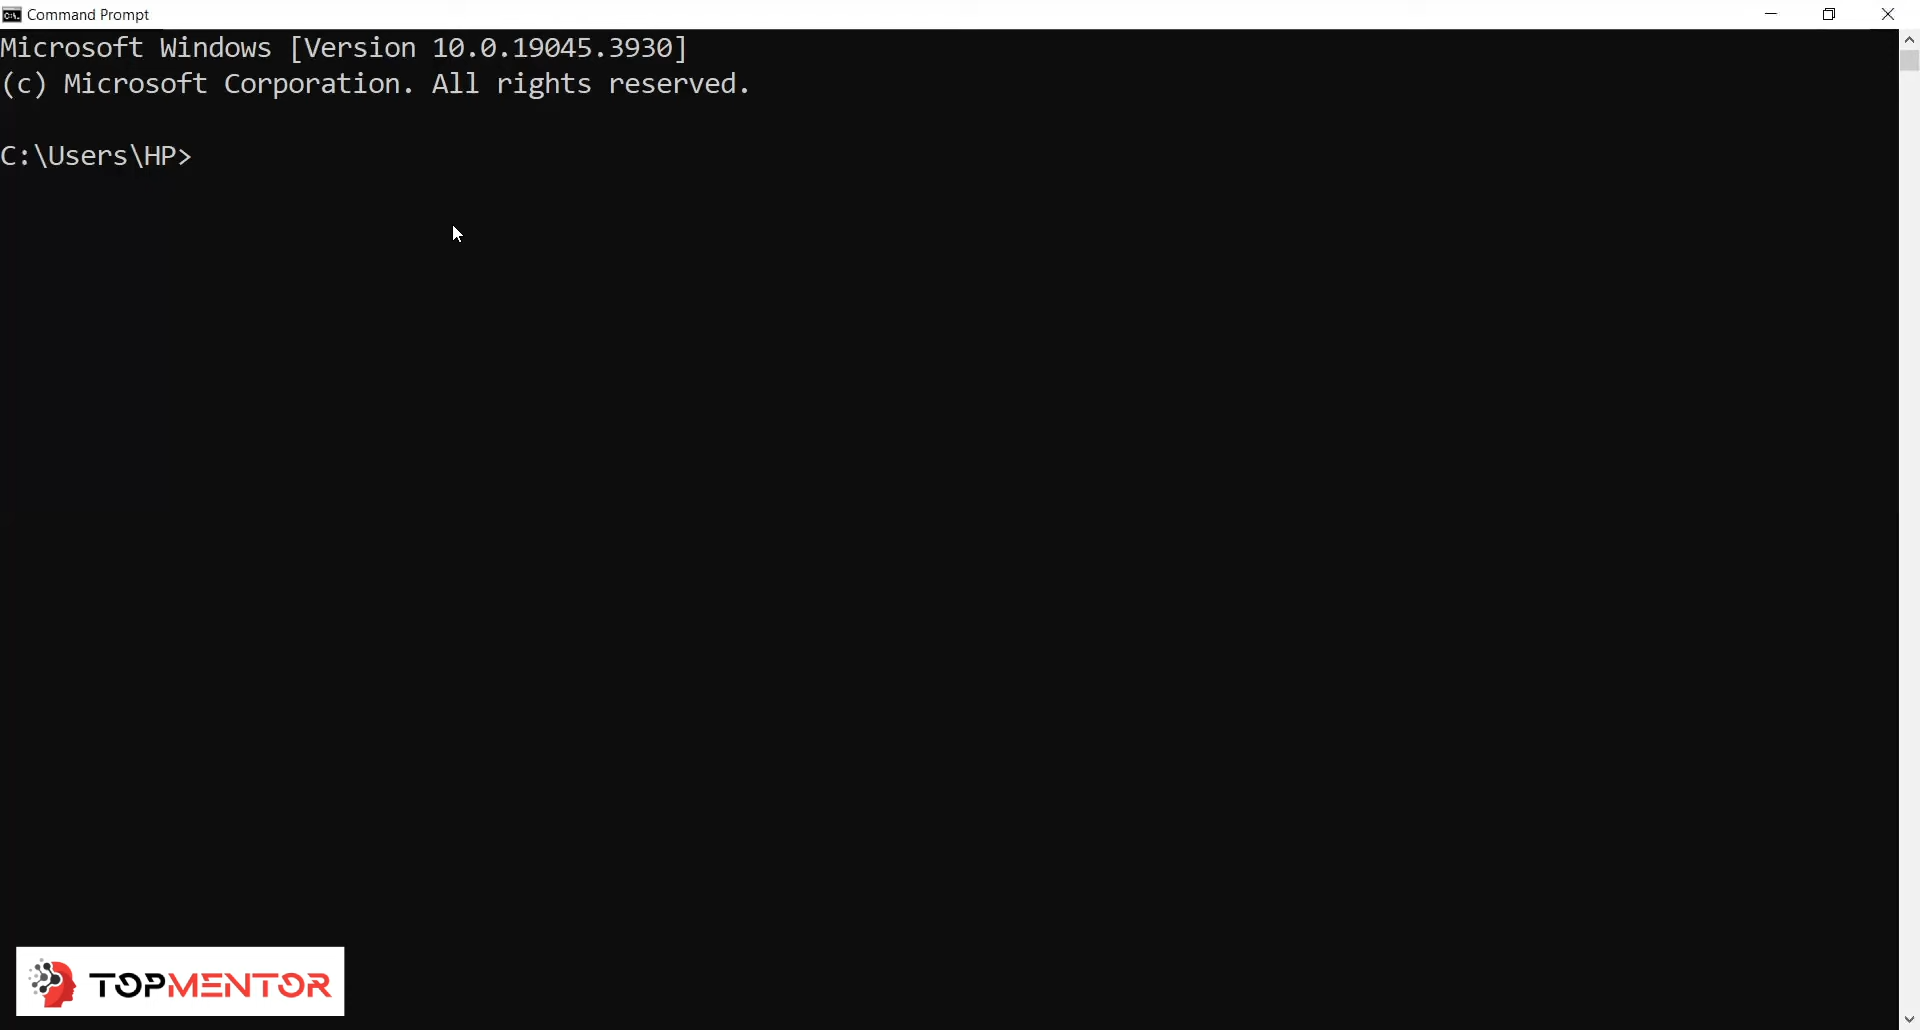 Command Prompt
Microsoft Windows [Version 10.0.19045.3930]
(c) Microsoft Corporation. All rights reserved.
C:\Users\HP>
TOPMENTOR